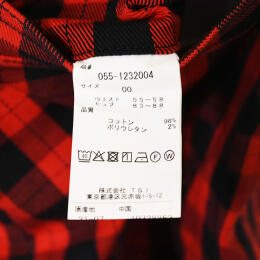 055-1232004
サイズ
00
ウエスト 55~58
ヒップ 83~88
品質
コットン 98%
ポリウレタン 2%
株式会社 TSI
東京都港区元赤坂1-5-12
原産地 中国